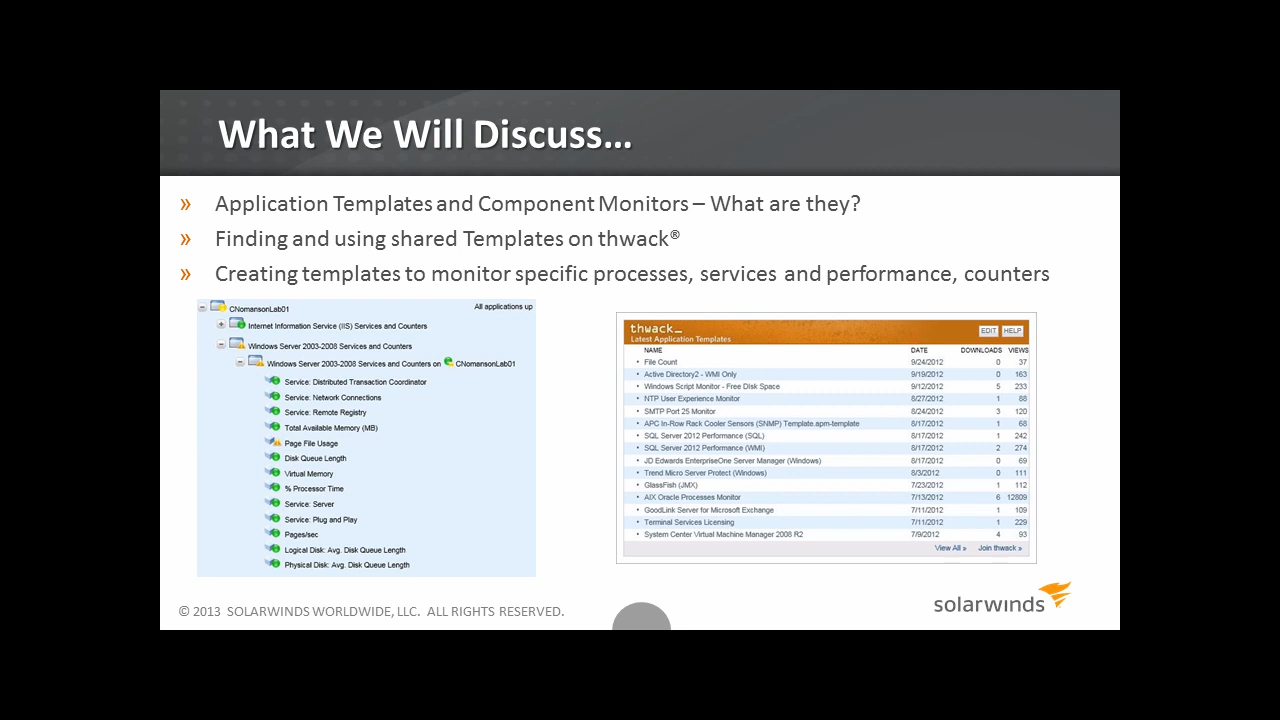 What We Will Discuss...
» Application Templates and Component Monitors – What are they?
» Finding and using shared Templates on thwack®
» Creating templates to monitor specific processes, services and performance, counters
CNomansonLab01 All applications up
Internet Information Service (IIS) Services and Counters
Windows Server 2003-2008 Services and Counters
Windows Server 2003-2008 Services and Counters on CNomansonLab01
Service: Distributed Transaction Coordinator
Service: Network Connections
Service: Remote Registry
Total Available Memory (MB)
Page File Usage
Disk Queue Length
Virtual Memory
% Processor Time
Service: Server
Service: Plug and Play
Pages/sec
Logical Disk: Avg. Disk Queue Length
Physical Disk: Avg. Disk Queue Length
thwack_ EDIT HELP
Latest Application Templates
NAME DATE DOWNLOADS VIEWS
• File Count 9/24/2012 0 37
• Active Directory2 - WMI Only 9/19/2012 0 163
• Windows Script Monitor - Free DIsk Space 9/12/2012 5 233
• NTP User Experience Monitor 8/27/2012 1 88
• SMTP Port 25 Monitor 8/24/2012 3 120
• APC In-Row Rack Cooler Sensors (SNMP) Template.apm-template 8/17/2012 1 68
• SQL Server 2012 Performance (SQL) 8/17/2012 1 242
• SQL Server 2012 Performance (WMI) 8/17/2012 2 274
• JD Edwards EnterpriseOne Server Manager (Windows) 8/17/2012 0 69
• Trend Micro Server Protect (Windows) 8/3/2012 0 111
• GlassFish (JMX) 7/23/2012 1 112
• AIX Oracle Processes Monitor 7/13/2012 6 12809
• GoodLink Server for Microsoft Exchange 7/11/2012 1 109
• Terminal Services Licensing 7/11/2012 1 229
• System Center Virtual Machine Manager 2008 R2 7/9/2012 4 93
View All » Join thwack »
© 2013 SOLARWINDS WORLDWIDE, LLC. ALL RIGHTS RESERVED.
solarwinds